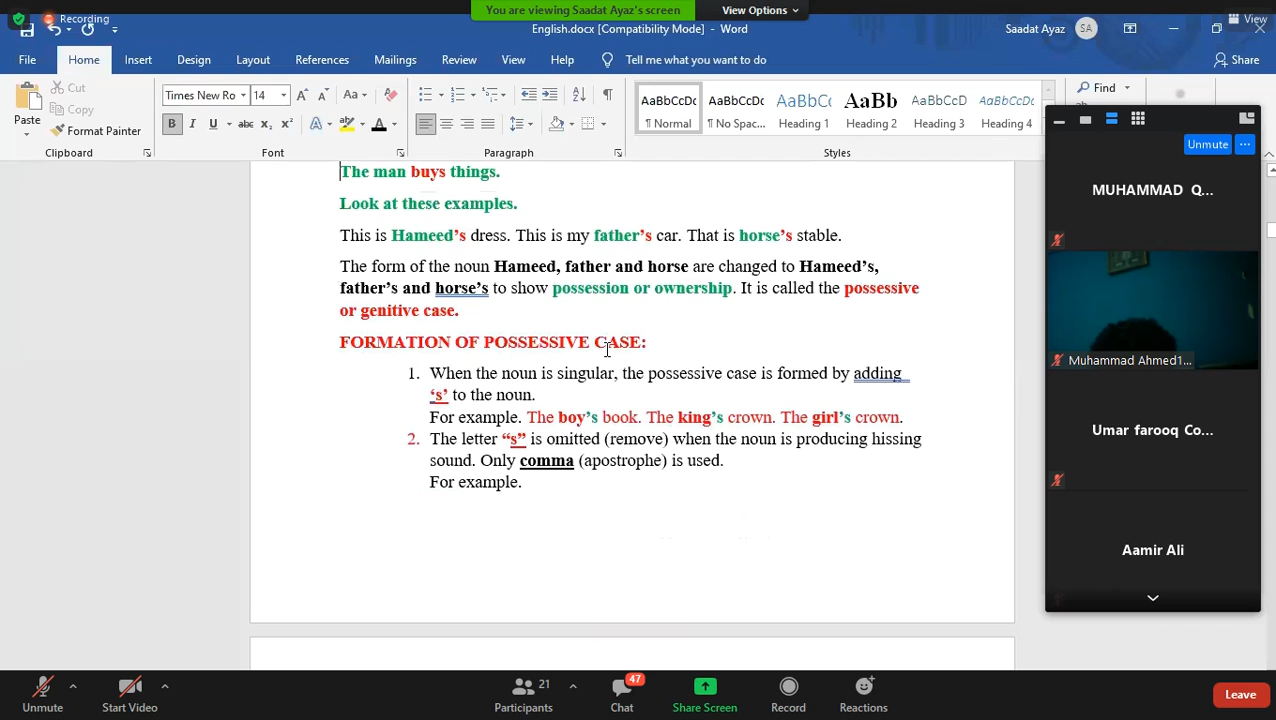 Recording
You are viewing Saadat Ayaz's screen
View Options
View
English.docx [Compatibility Mode] - Word
Saadat Ayaz
SA
File
Home
Insert
Design
Layout
References
Mailings
Review
View
Help
Tell me what you want to do
Share
Paste
Cut
Copy
Format Painter
Clipboard
Times New Ro
14
Aa
B I U abc x₂ x²
Font
Paragraph
AaBbCcDc
¶ Normal
AaBbCcDc
¶ No Spac...
AaBbCc
Heading 1
AaBb
Heading 2
AaBbCcD
Heading 3
AaBbCcDc
Heading 4
Styles
Find
The man buys things.
Look at these examples.
This is Hameed’s dress. This is my father’s car. That is horse’s stable.
The form of the noun Hameed, father and horse are changed to Hameed’s,
father’s and horse’s to show possession or ownership. It is called the possessive
or genitive case.
FORMATION OF POSSESSIVE CASE:
1. When the noun is singular, the possessive case is formed by adding
‘s’ to the noun.
For example. The boy’s book. The king’s crown. The girl’s crown.
2. The letter “s” is omitted (remove) when the noun is producing hissing
sound. Only comma (apostrophe) is used.
For example.
Unmute
...
MUHAMMAD Q...
Muhammad Ahmed1...
Umar farooq Co...
Aamir Ali
Unmute
Start Video
21
Participants
47
Chat
Share Screen
Record
Reactions
Leave